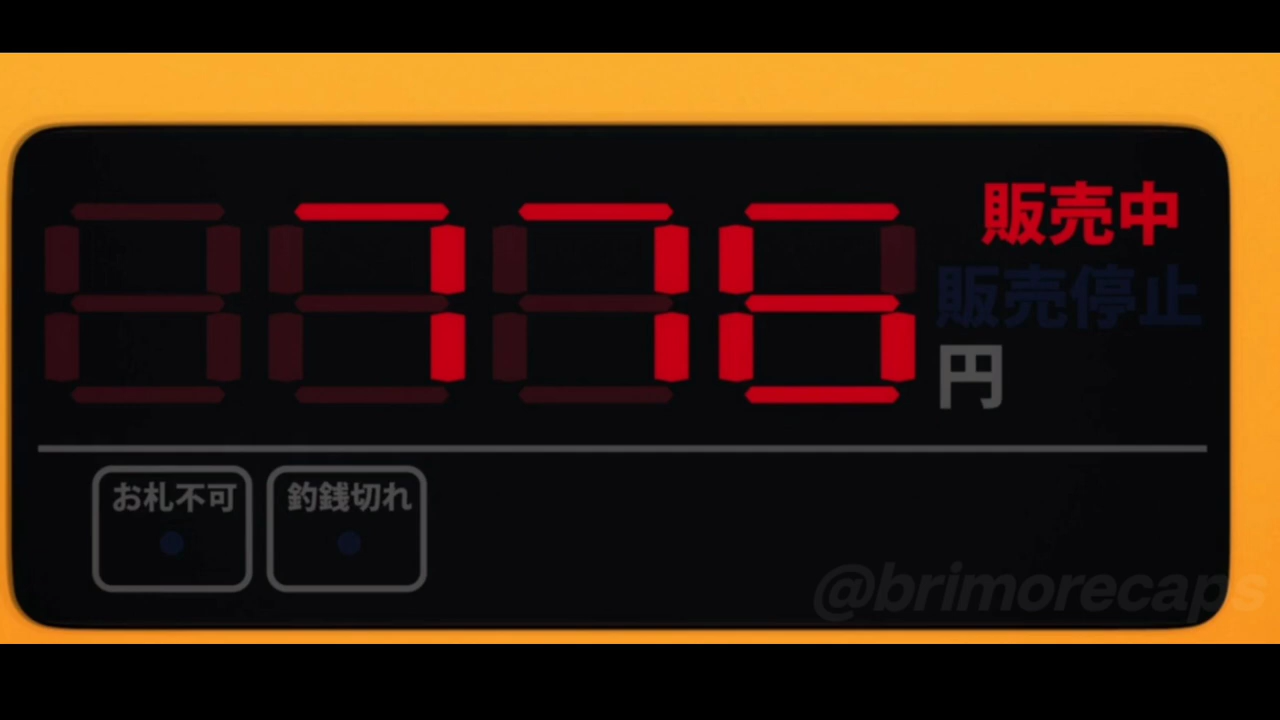 776
販売中
販売停止
円
お札不可
釣銭切れ
@brimorecaps